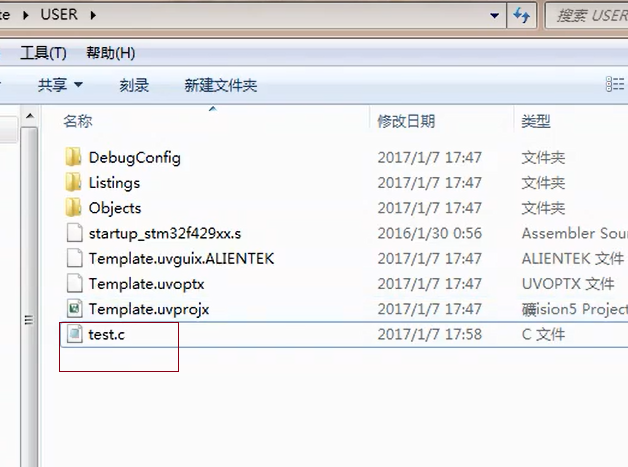 te ▸ USER ▸ 搜索 USER
工具(T) 帮助(H)
共享 刻录 新建文件夹
名称 修改日期 类型
DebugConfig 2017/1/7 17:47 文件夹
Listings 2017/1/7 17:47 文件夹
Objects 2017/1/7 17:47 文件夹
startup_stm32f429xx.s 2016/1/30 0:56 Assembler Sou
Template.uvguix.ALIENTEK 2017/1/7 17:47 ALIENTEK 文件
Template.uvoptx 2017/1/7 17:47 UVOPTX 文件
Template.uvprojx 2017/1/7 17:47 礦ision5 Project
test.c 2017/1/7 17:58 C 文件